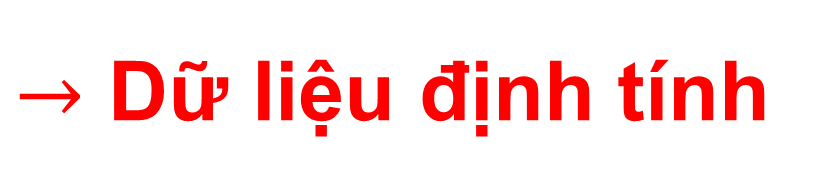 → Dữ liệu định tính